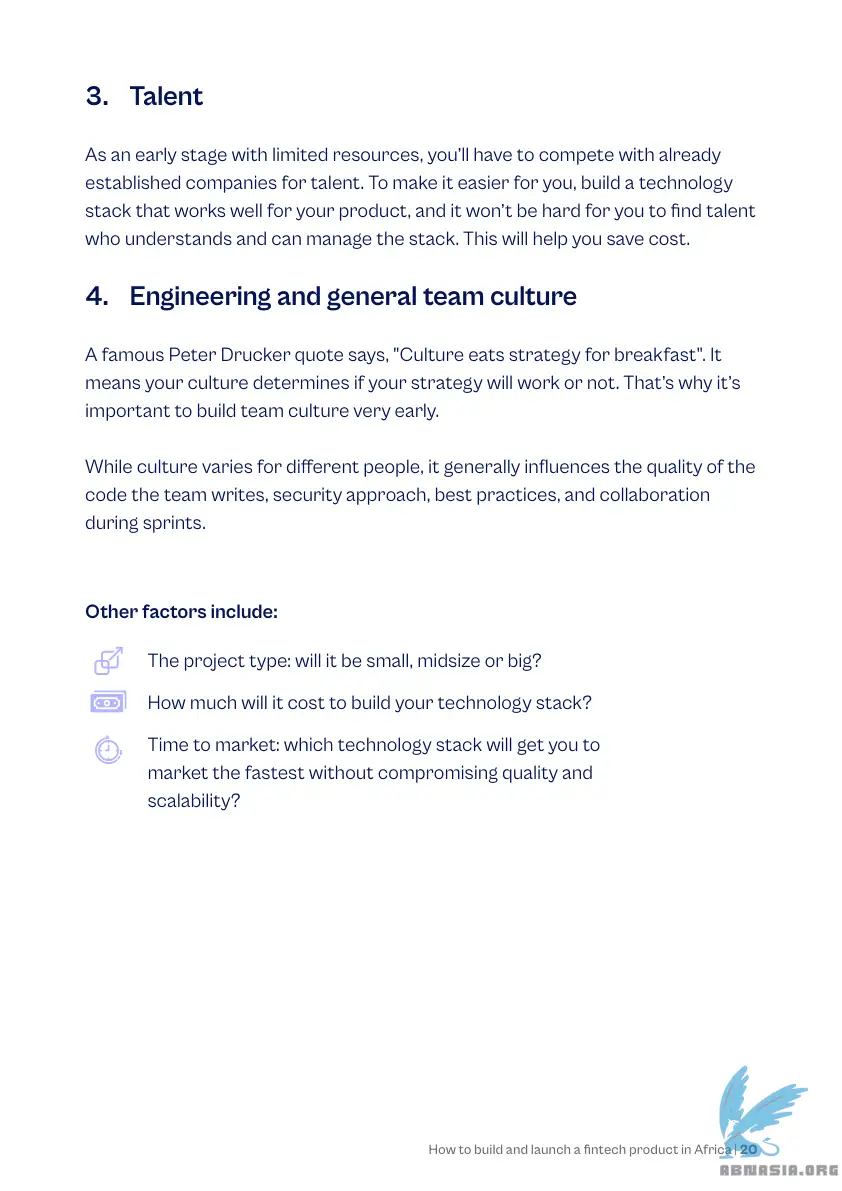 3. Talent
As an early stage with limited resources, you’ll have to compete with already
established companies for talent. To make it easier for you, build a technology
stack that works well for your product, and it won’t be hard for you to find talent
who understands and can manage the stack. This will help you save cost.
4. Engineering and general team culture
A famous Peter Drucker quote says, "Culture eats strategy for breakfast". It
means your culture determines if your strategy will work or not. That’s why it’s
important to build team culture very early.
While culture varies for different people, it generally influences the quality of the
code the team writes, security approach, best practices, and collaboration
during sprints.
Other factors include:
The project type: will it be small, midsize or big?
How much will it cost to build your technology stack?
Time to market: which technology stack will get you to
market the fastest without compromising quality and
scalability?
How to build and launch a fintech product in Africa | 20
ABNASIA.ORG